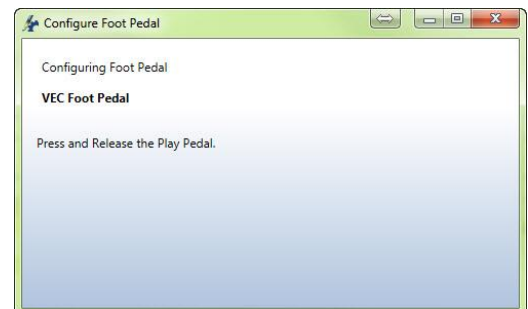 Configure Foot Pedal
Configuring Foot Pedal
VEC Foot Pedal
Press and Release the Play Pedal.